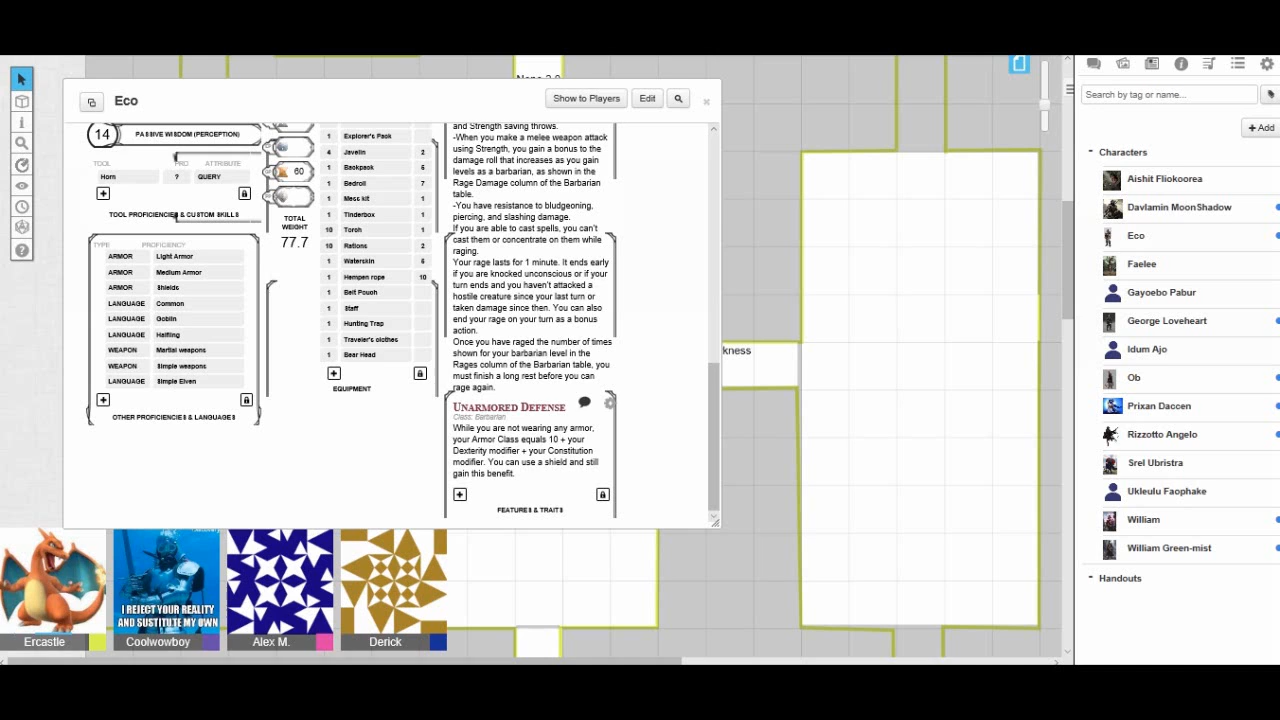 None 2.0
Eco
Show to Players
Edit
14
PASSIVE WISDOM (PERCEPTION)
TOOL
PRO
ATTRIBUTE
Horn
?
QUERY
TOOL PROFICIENCIES & CUSTOM SKILLS
TYPE
PROFICIENCY
ARMOR Light Armor
ARMOR Medium Armor
ARMOR Shields
LANGUAGE Common
LANGUAGE Goblin
LANGUAGE Halfling
WEAPON Martial weapons
WEAPON Simple weapons
LANGUAGE Simple Elven
OTHER PROFICIENCIES & LANGUAGES
60
TOTAL
WEIGHT
77.7
1 Explorer's Pack
4 Javelin 2
1 Backpack 5
1 Bedroll 7
1 Mess kit 1
1 Tinderbox 1
10 Torch 1
10 Rations 2
1 Waterskin 5
1 Hempen rope 10
1 Belt Pouch
1 Staff
1 Hunting Trap
1 Traveler's clothes
1 Bear Head
EQUIPMENT
and Strength saving throws.
-When you make a melee weapon attack
using Strength, you gain a bonus to the
damage roll that increases as you gain
levels as a barbarian, as shown in the
Rage Damage column of the Barbarian
table.
-You have resistance to bludgeoning,
piercing, and slashing damage.
If you are able to cast spells, you can't
cast them or concentrate on them while
raging.
Your rage lasts for 1 minute. It ends early
if you are knocked unconscious or if your
turn ends and you haven't attacked a
hostile creature since your last turn or
taken damage since then. You can also
end your rage on your turn as a bonus
action.
Once you have raged the number of times
shown for your barbarian level in the
Rages column of the Barbarian table, you
must finish a long rest before you can
rage again.
UNARMORED DEFENSE
Class: Barbarian
While you are not wearing any armor,
your Armor Class equals 10 + your
Dexterity modifier + your Constitution
modifier. You can use a shield and still
gain this benefit.
FEATURES & TRAITS
kness
Search by tag or name...
+ Add
Characters
Aishit Fliokoorea
Davlamin MoonShadow
Eco
Faelee
Gayoebo Pabur
George Loveheart
Idum Ajo
Ob
Prixan Daccen
Rizzotto Angelo
Srel Ubristra
Ukleulu Faophake
William
William Green-mist
Handouts
I REJECT YOUR REALITY
AND SUSTITUTE MY OWN
Ercastle
Coolwowboy
Alex M.
Derick